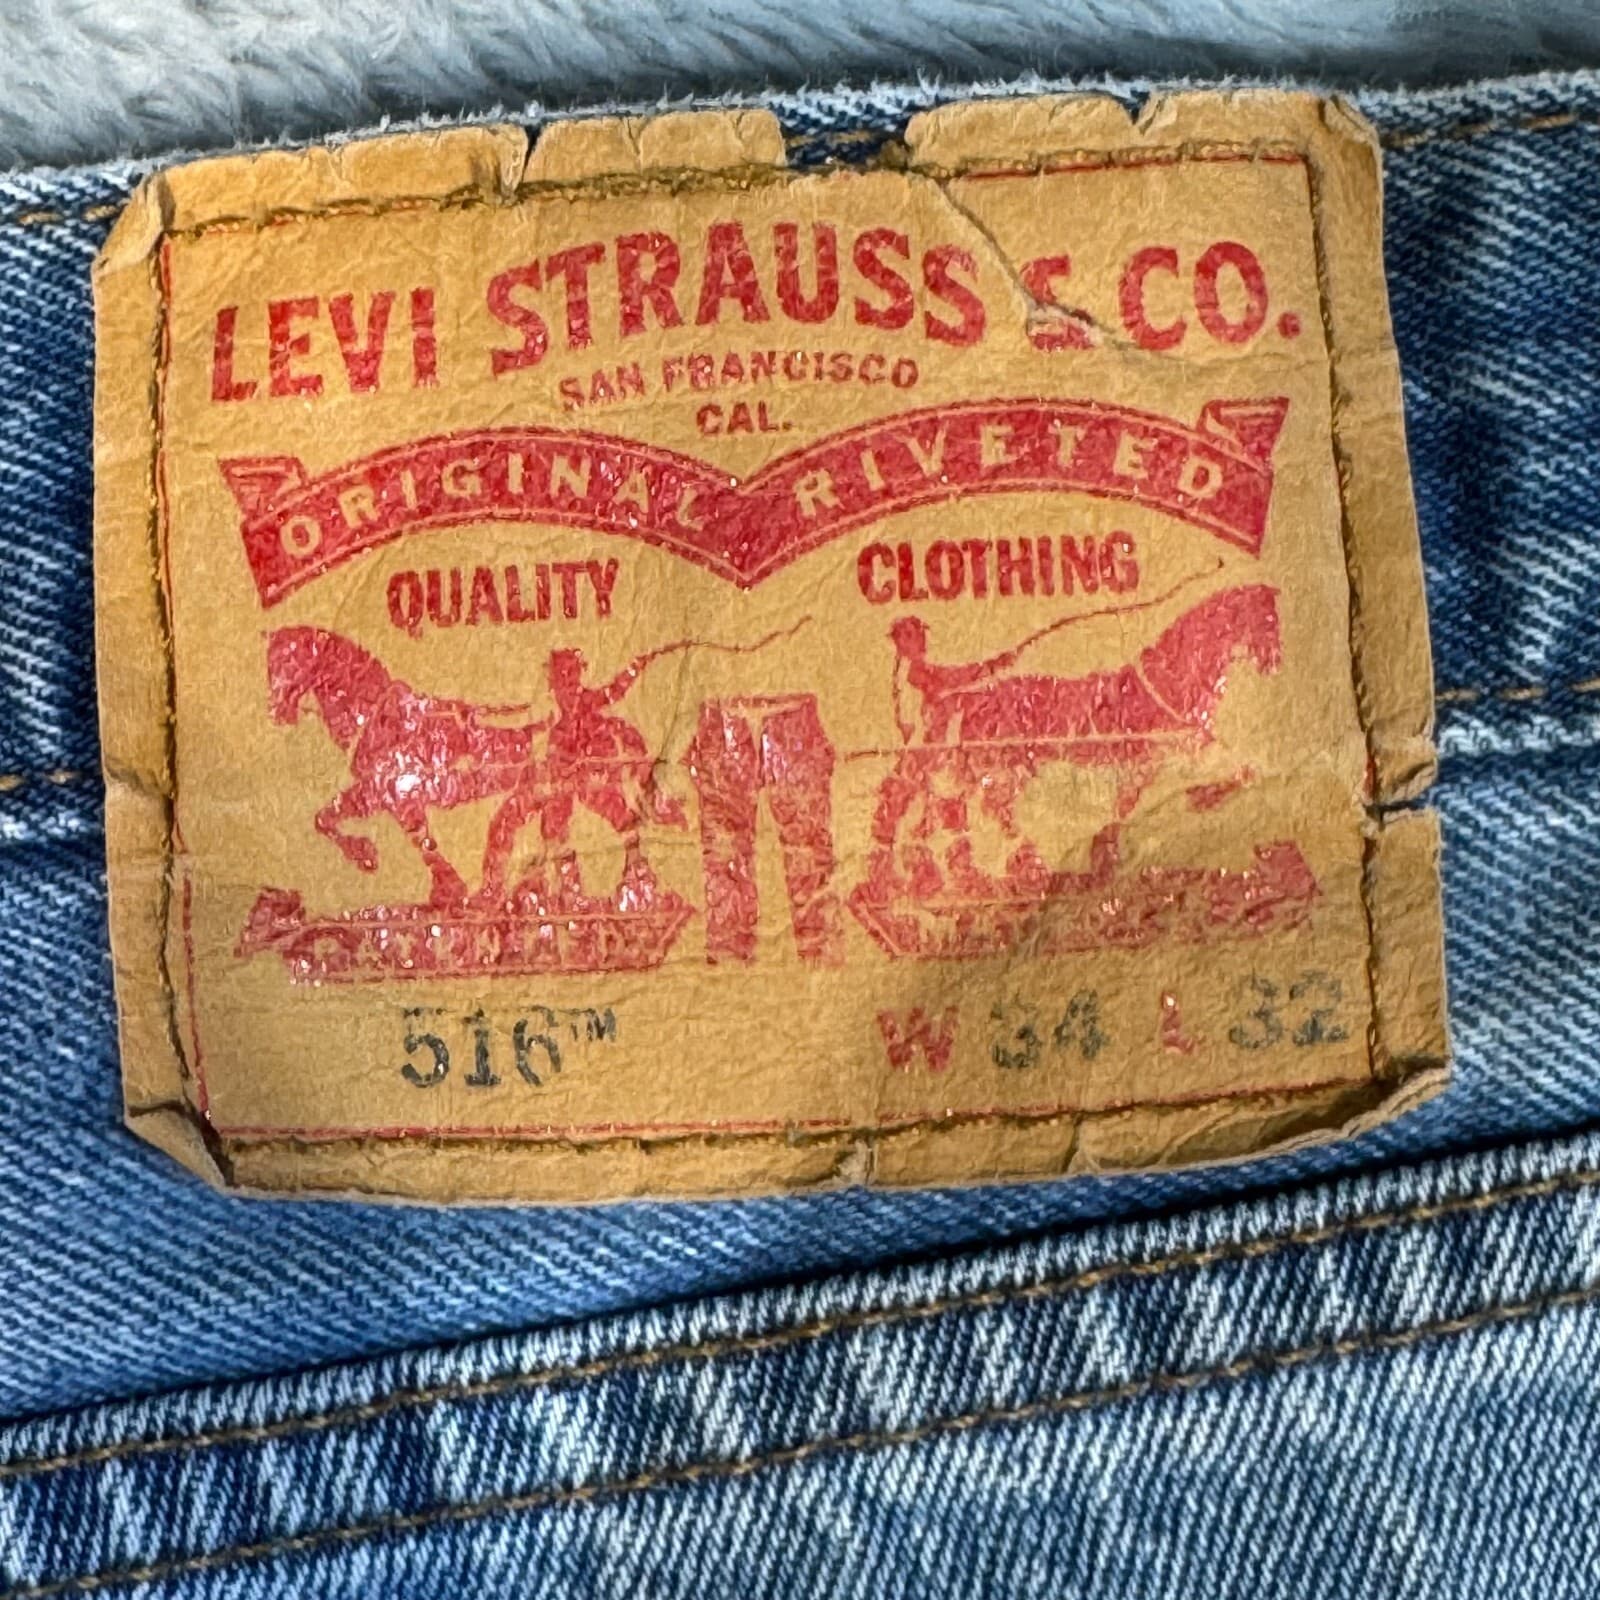 LEVI STRAUSS & CO.
SAN FRANCISCO
CAL.
ORIGINAL RIVETED
QUALITY CLOTHING
516™ W 34 L 32